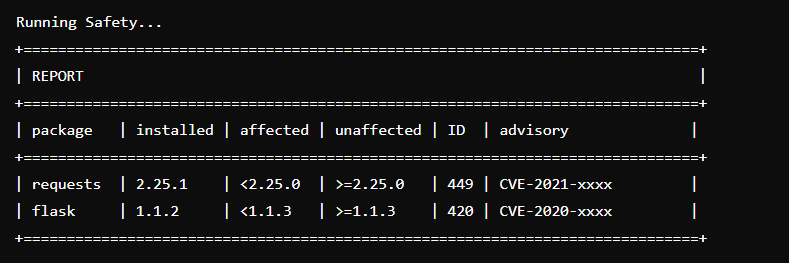 Running Safety...
+==============================================================================+
| REPORT |
+==============================================================================+
| package | installed | affected | unaffected | ID | advisory |
+==============================================================================+
| requests | 2.25.1 | <2.25.0 | >=2.25.0 | 449 | CVE-2021-xxxx |
| flask | 1.1.2 | <1.1.3 | >=1.1.3 | 420 | CVE-2020-xxxx |
+==============================================================================+